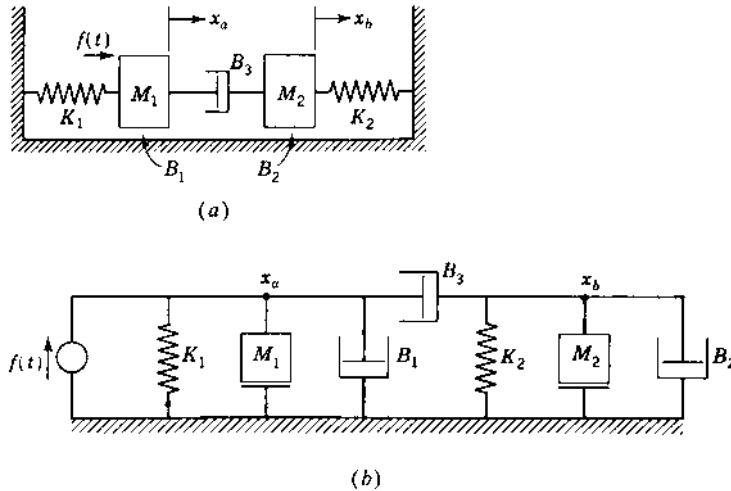 x_a x_b
f(t)
B_3
M_1 M_2
K_1 K_2
B_1 B_2
(a)
x_a B_3 x_b
f(t) K_1 M_1 B_1 K_2 M_2 B_2
(b)